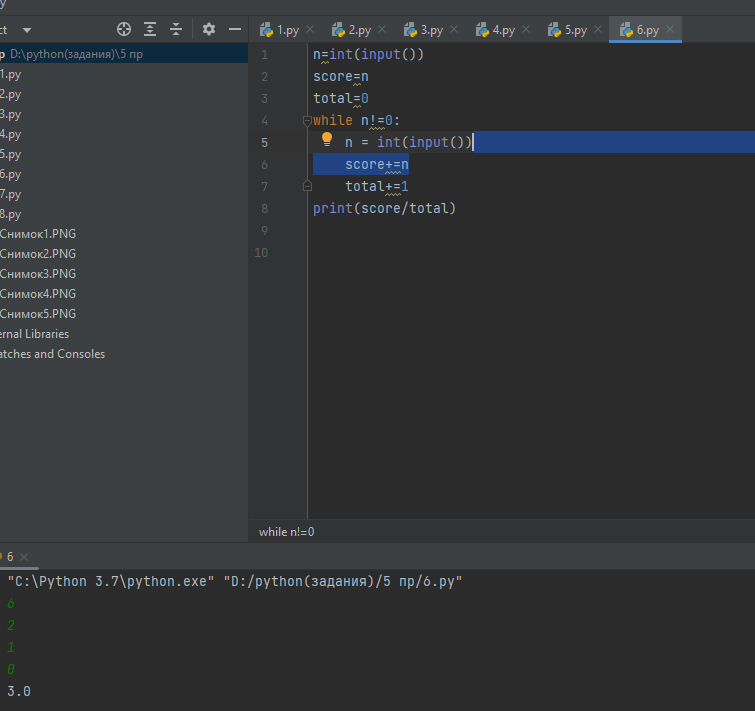 y
ct
1.py
2.py
3.py
4.py
5.py
6.py
p D:\python(задания)\5 пр
1.py
2.py
3.py
4.py
5.py
6.py
7.py
8.py
Снимок1.PNG
Снимок2.PNG
Снимок3.PNG
Снимок4.PNG
Снимок5.PNG
ernal Libraries
atches and Consoles
1 n=int(input())
2 score=n
3 total=0
4 while n!=0:
5 n = int(input())
6 score+=n
7 total+=1
8 print(score/total)
9
10
while n!=0
6
"C:\Python 3.7\python.exe" "D:/python(задания)/5 пр/6.py"
6
2
1
0
3.0